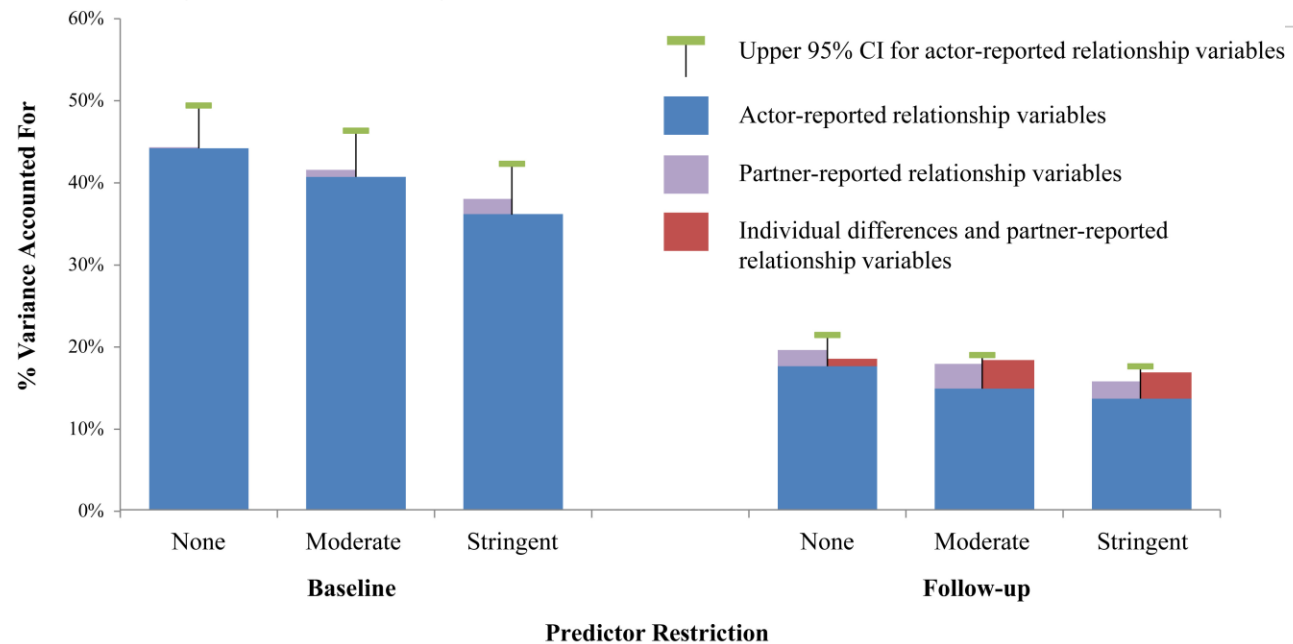 % Variance Accounted For
60%
50%
40%
30%
20%
10%
0%
Upper 95% CI for actor-reported relationship variables
Actor-reported relationship variables
Partner-reported relationship variables
Individual differences and partner-reported
relationship variables
None Moderate Stringent None Moderate Stringent
Baseline Follow-up
Predictor Restriction